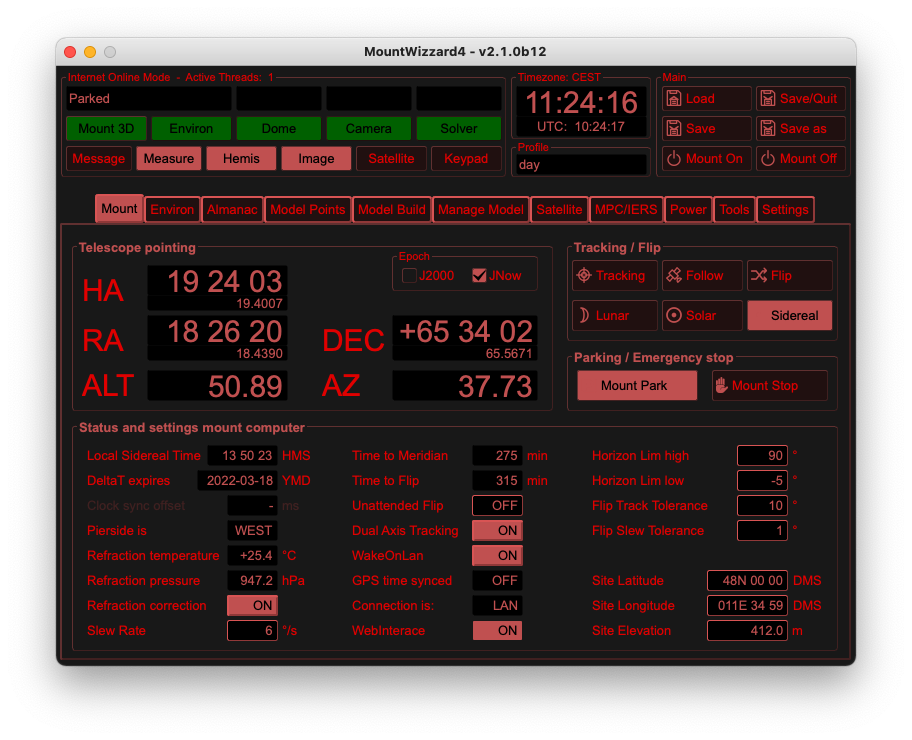 MountWizzard4 - v2.1.0b12
Internet Online Mode - Active Threads: 1
Parked
Mount 3D Environ Dome Camera Solver
Message Measure Hemis Image Satellite Keypad
Timezone: CEST
11:24:16
UTC: 10:24:17
Profile
day
Main
Load Save/Quit
Save Save as
Mount On Mount Off
Mount Environ Almanac Model Points Model Build Manage Model Satellite MPC/IERS Power Tools Settings
Telescope pointing
Epoch
J2000 JNow
HA 19 24 03
19.4007
RA 18 26 20
18.4390
DEC +65 34 02
65.5671
ALT 50.89 AZ 37.73
Tracking / Flip
Tracking Follow Flip
Lunar Solar Sidereal
Parking / Emergency stop
Mount Park Mount Stop
Status and settings mount computer
Local Sidereal Time 13 50 23 HMS
DeltaT expires 2022-03-18 YMD
Clock sync offset - ms
Pierside is WEST
Refraction temperature +25.4 °C
Refraction pressure 947.2 hPa
Refraction correction ON
Slew Rate 6 °/s
Time to Meridian 275 min
Time to Flip 315 min
Unattended Flip OFF
Dual Axis Tracking ON
WakeOnLan ON
GPS time synced OFF
Connection is: LAN
WebInterace ON
Horizon Lim high 90 °
Horizon Lim low -5 °
Flip Track Tolerance 10 °
Flip Slew Tolerance 1 °
Site Latitude 48N 00 00 DMS
Site Longitude 011E 34 59 DMS
Site Elevation 412.0 m